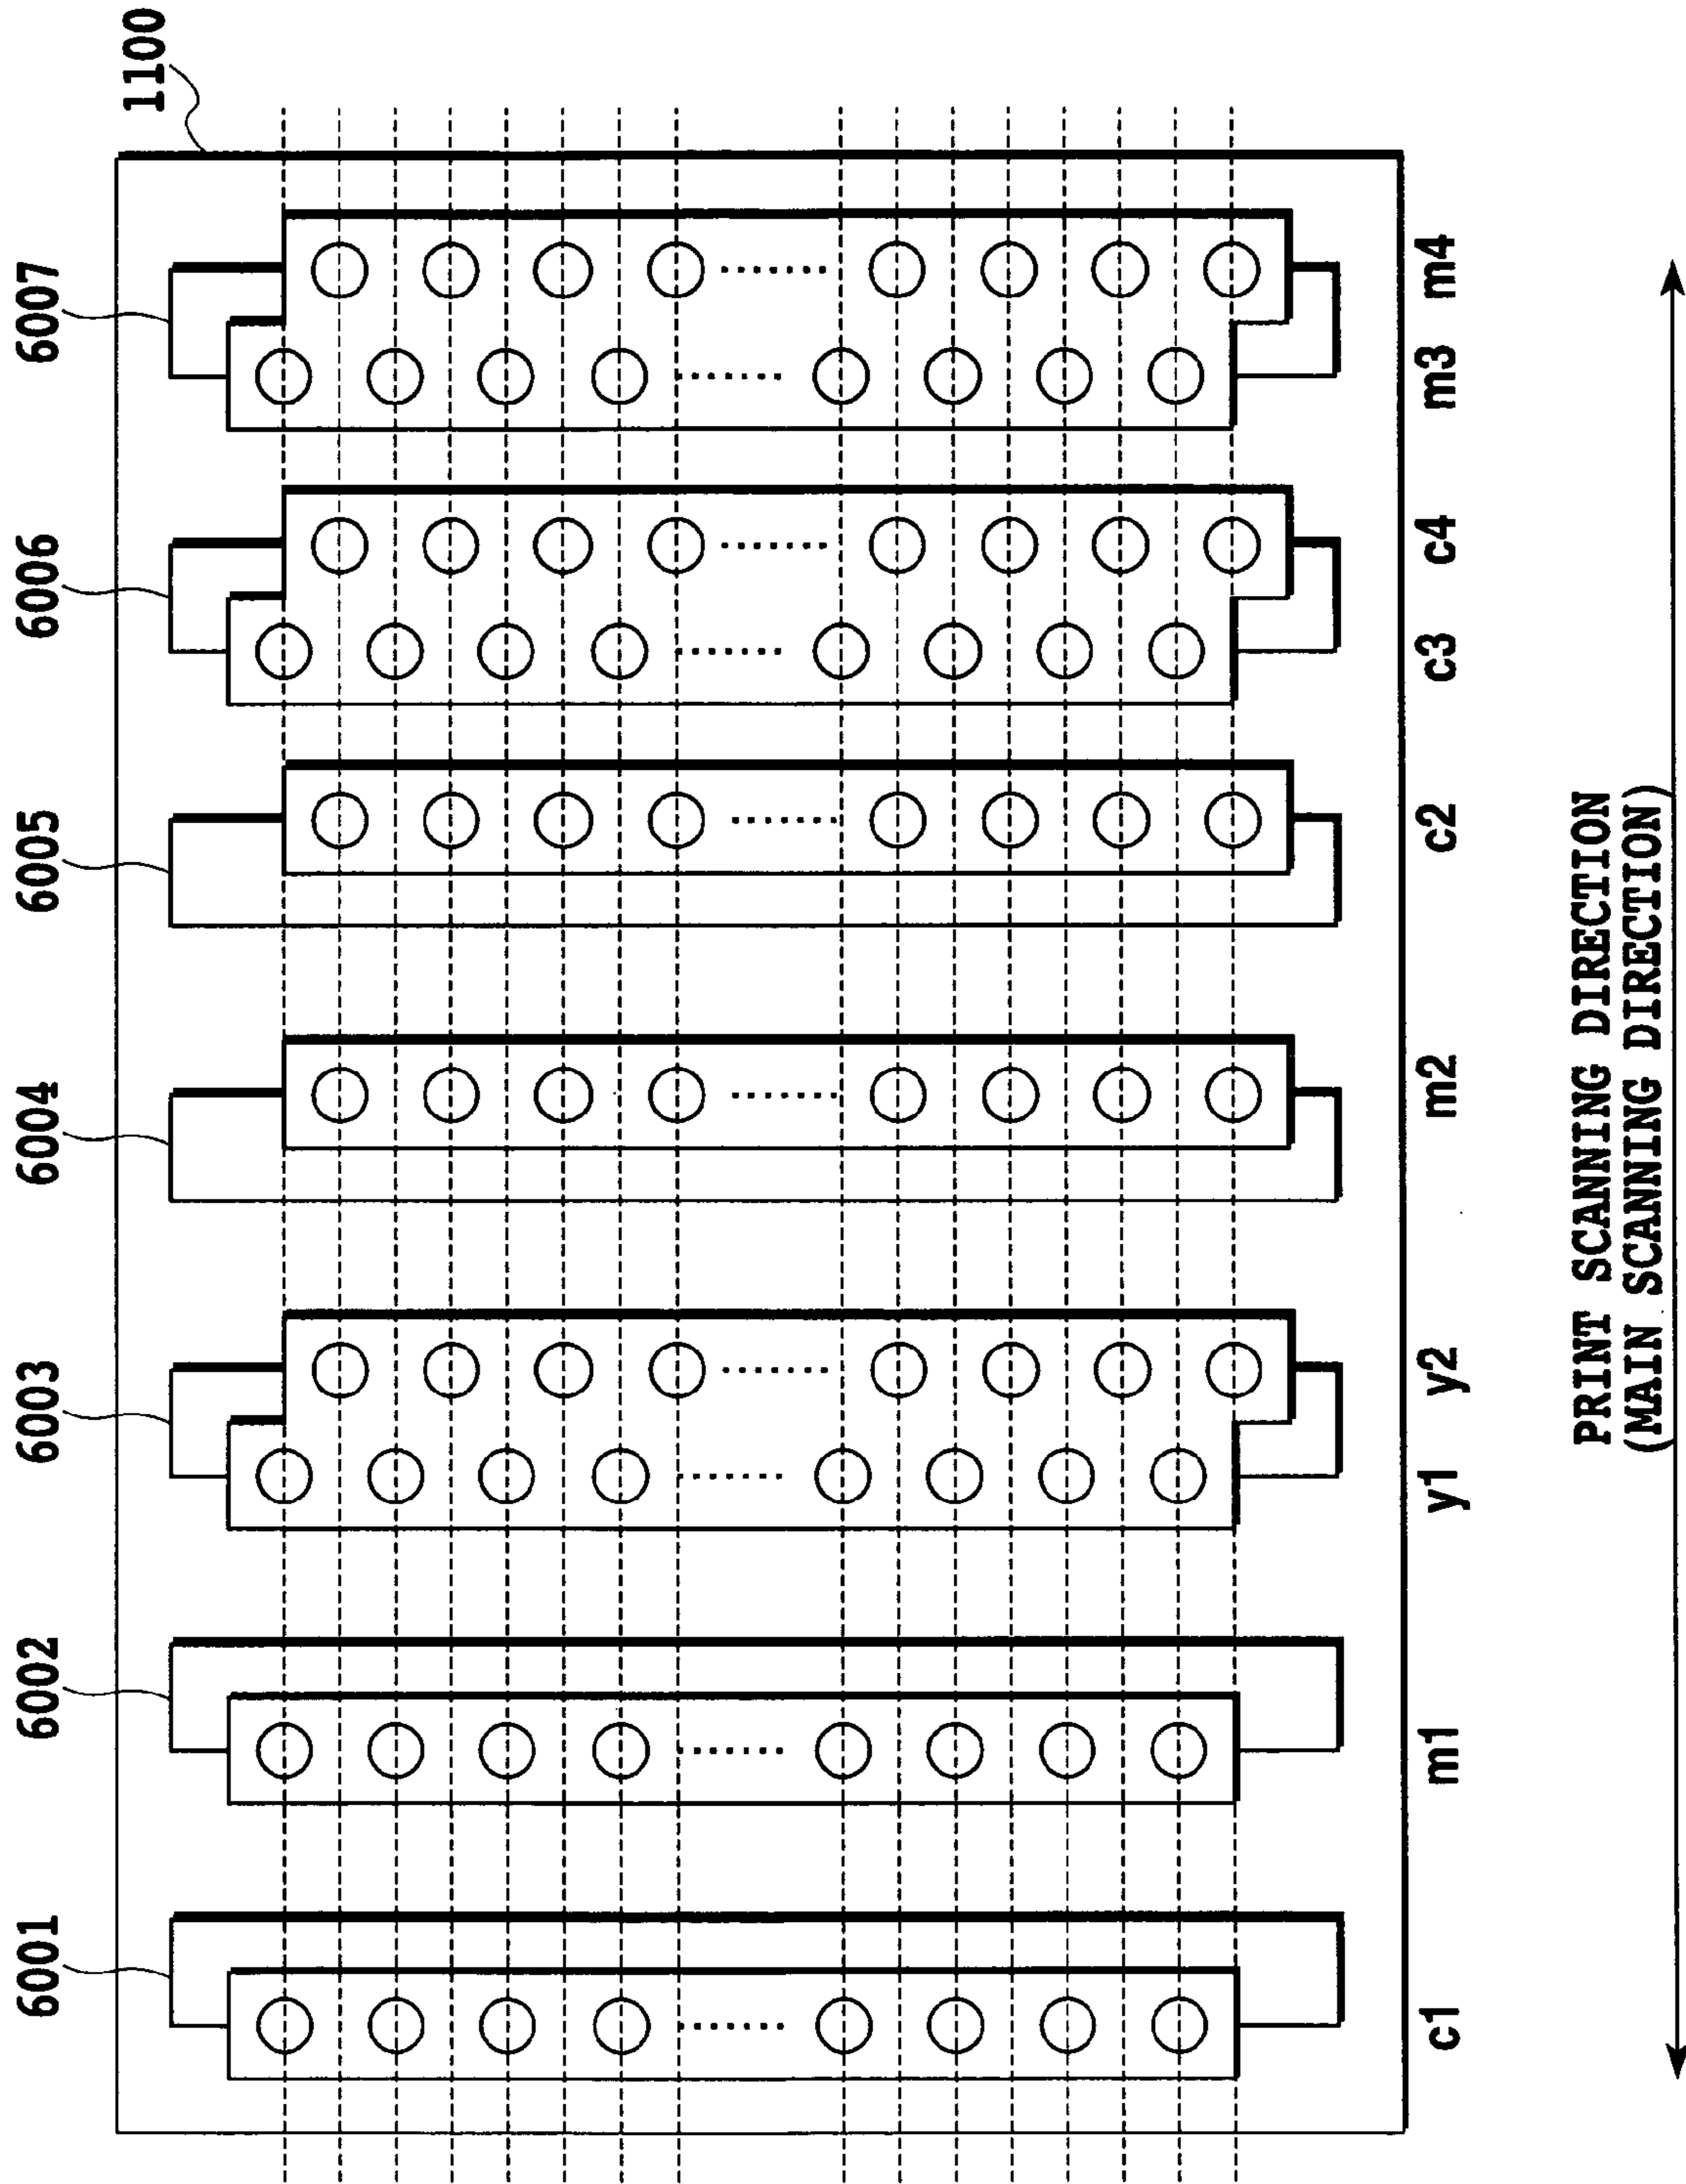 1100
6001
6002
6003
6004
6005
6006
6007
c1
m1
y1
y2
m2
c2
c3
c4
m3
m4
PRINT SCANNING DIRECTION
(MAIN SCANNING DIRECTION)